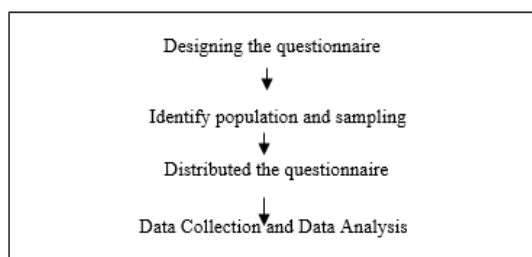 Designing the questionnaire
Identify population and sampling
Distributed the questionnaire
Data Collection and Data Analysis